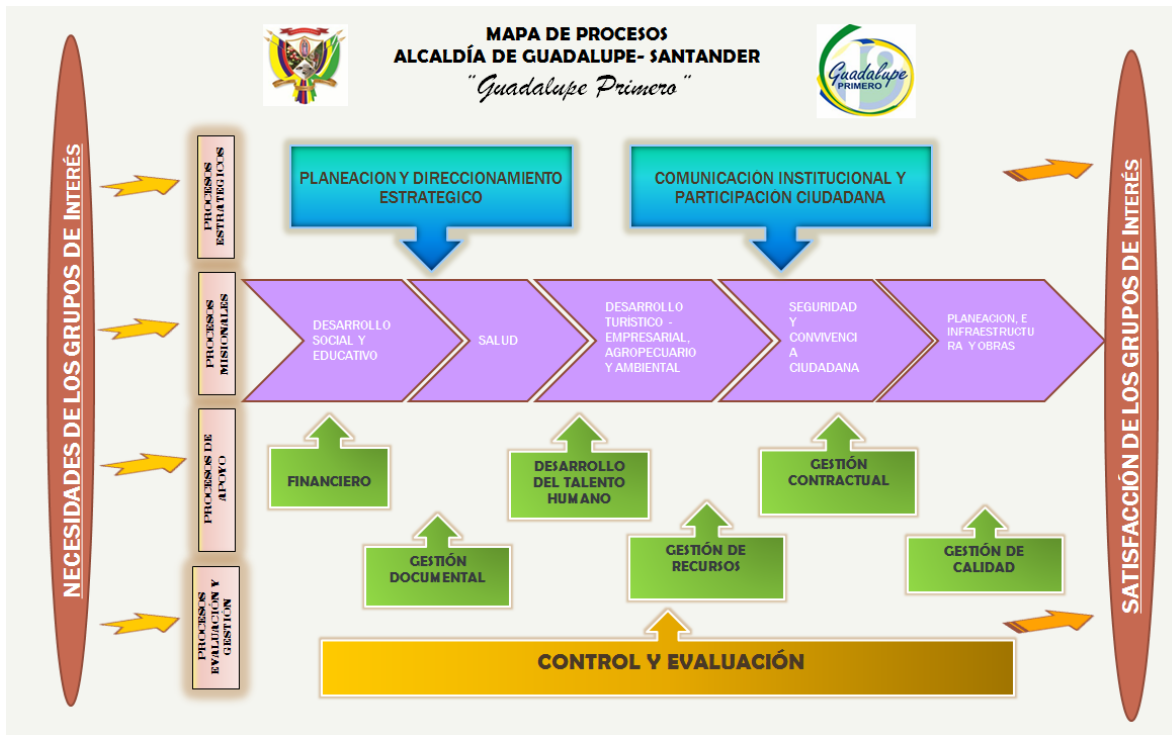 MAPA DE PROCESOS
ALCALDÍA DE GUADALUPE- SANTANDER
"Guadalupe Primero"
Guadalupe
PRIMERO
NECESIDADES DE LOS GRUPOS DE INTERÉS
PROCESOS
ESTRATEGICOS
PLANEACION Y DIRECCIONAMIENTO
ESTRATEGICO
COMUNICACIÓN INSTITUCIONAL Y
PARTICIPACIÓN CIUDADANA
PROCESOS
MISIONALES
DESARROLLO
SOCIAL Y
EDUCATIVO
SALUD
DESARROLLO
TURÍSTICO -
EMPRESARIAL,
AGROPECUARIO
Y AMBIENTAL
SEGURIDAD
Y
CONVIVENCI
A
CIUDADANA
PLANEACION, E
INFRAESTRUCTU
RA Y OBRAS
PROCESOS DE
APOYO
FINANCIERO
DESARROLLO
DEL TALENTO
HUMANO
GESTIÓN
CONTRACTUAL
GESTIÓN
DOCUMENTAL
GESTIÓN DE
RECURSOS
GESTIÓN DE
CALIDAD
PROCESOS
EVALUACIÓN Y
GESTIÓN
CONTROL Y EVALUACIÓN
SATISFACCIÓN DE LOS GRUPOS DE INTERÉS